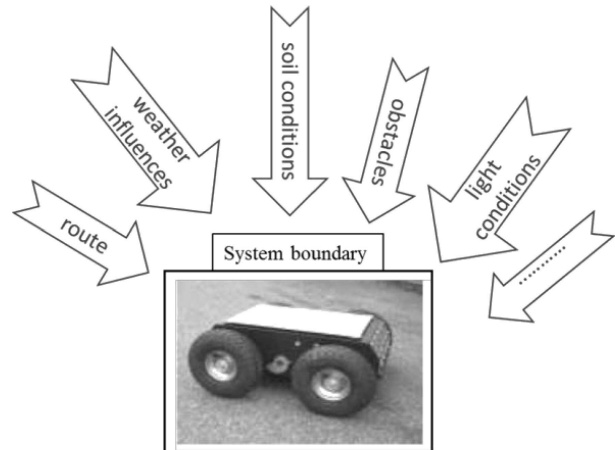 route
weather
influences
soil conditions
obstacles
light
conditions
...........
System boundary